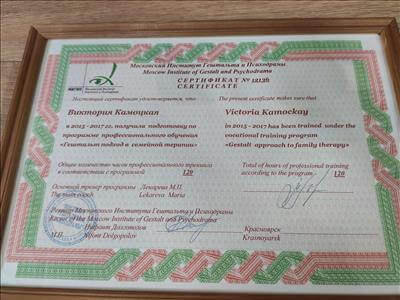 Московский Институт Гештальта и Психодрамы
Moscow Institute of Gestalt and Psychodrama
СЕРТИФИКАТ № 12136
CERTIFICATE
Настоящий сертификат удостоверяет, что
The present certificate makes sure that
Виктория Камоцкая
Victoria Kamockay
в 2015 - 2017 гг. получила подготовку по
программе профессионального обучения
«Гештальт подход в семейной терапии»
in 2015 - 2017 has been trained under the
vocational training program
«Gestalt approach to family therapy»
Общее количество часов профессионального тренинга
в соответствии с программой 120
Total of hours of professional training
according to the program 120
Основной тренер программы Лекарева М.П.
The main coach Lekareva Maria
Ректор Московского Института Гештальта и Психодрамы
Rector of the Moscow Institute of Gestalt and Psychodrama
Нифонт Долгополов
М.П. Nifont Dolgopolov
Красноярск
Krasnoyarsk